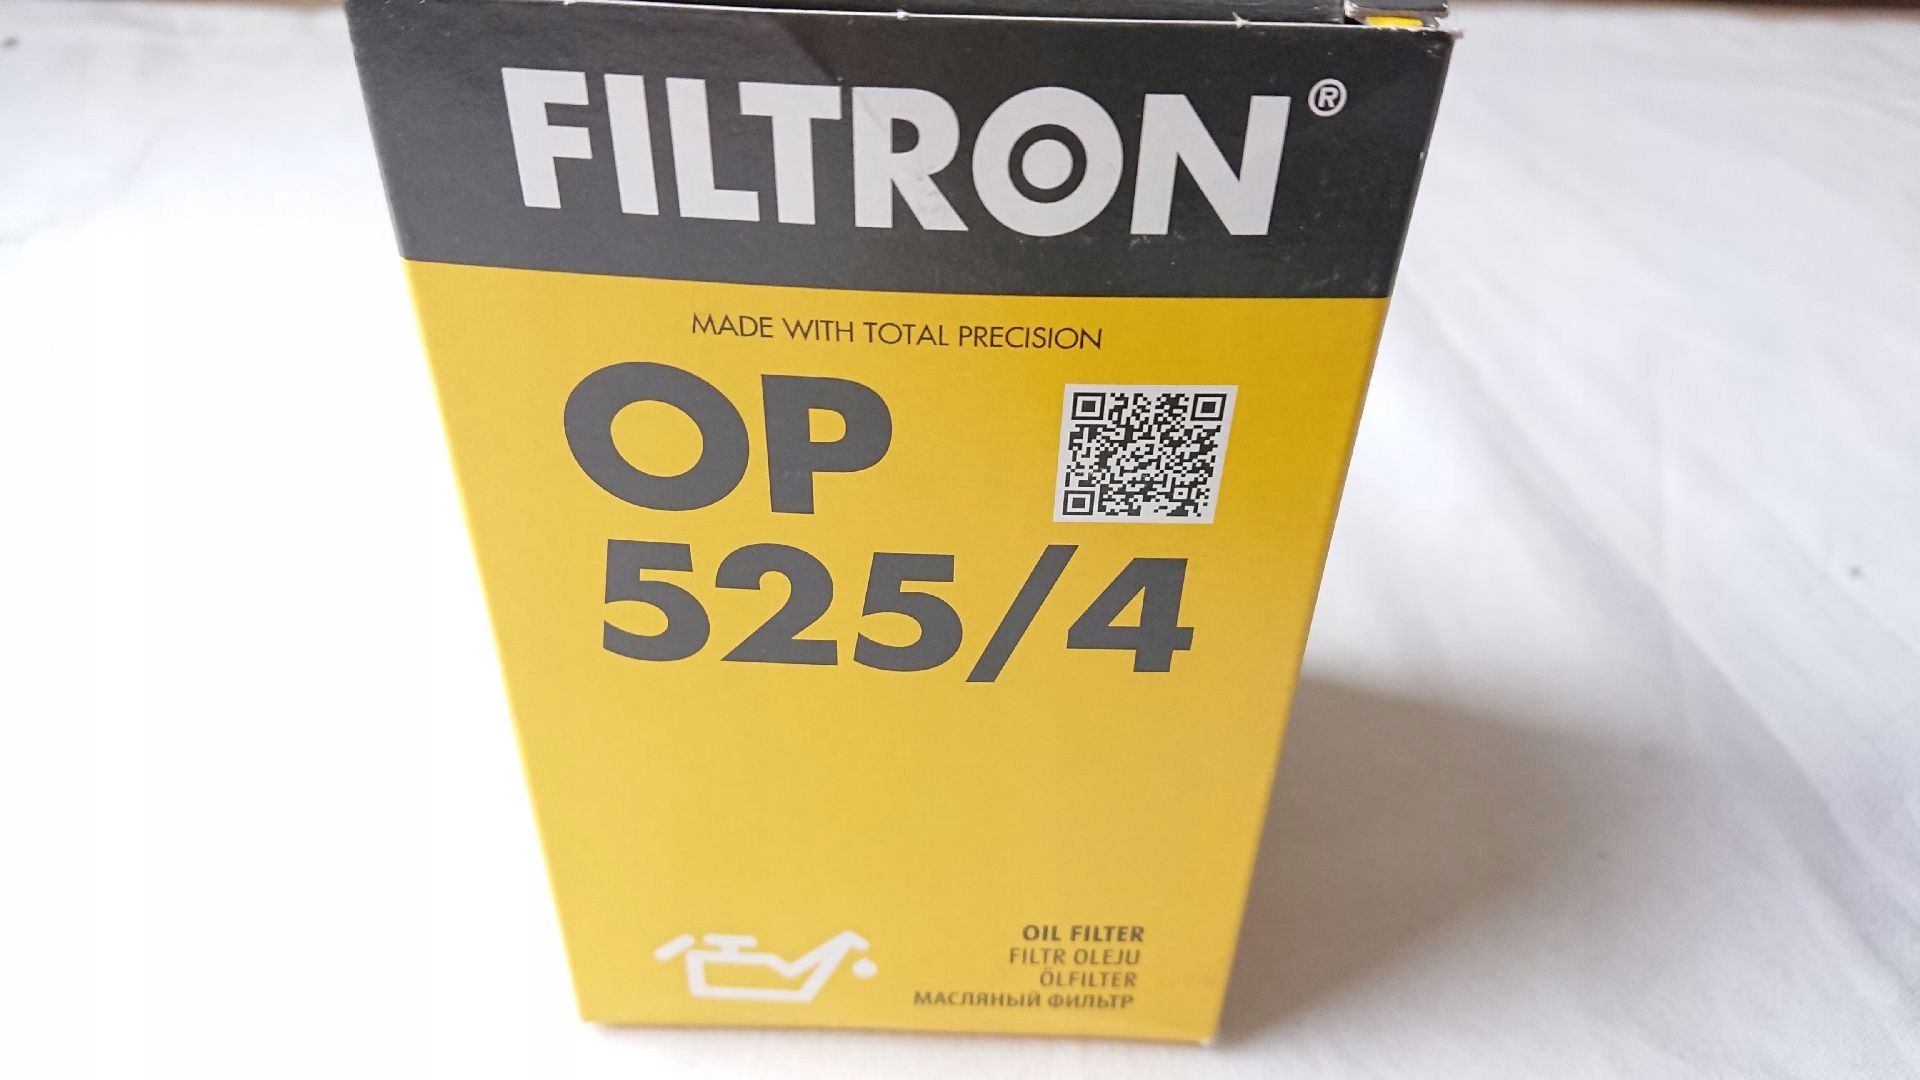 FILTRON®
MADE WITH TOTAL PRECISION
OP
525/4
OIL FILTER
FILTR OLEJU
ÖLFILTER
МАСЛЯНЫЙ ФИЛЬТР